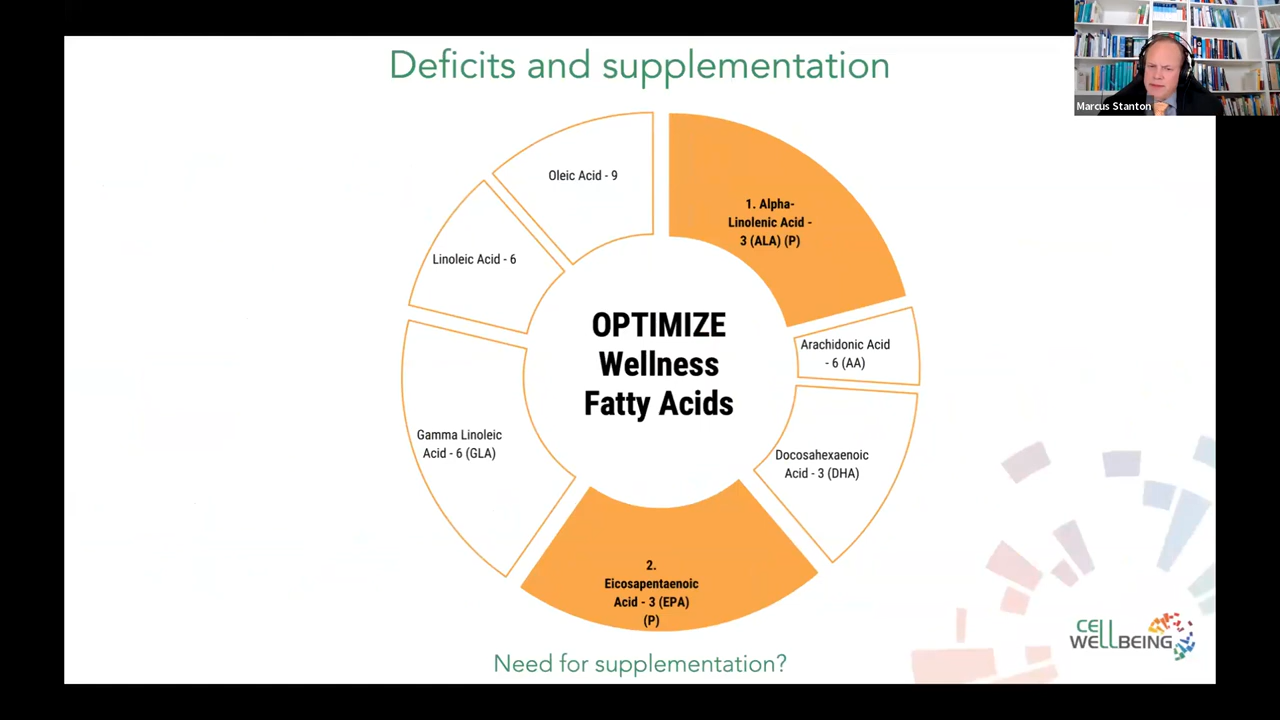 Deficits and supplementation
Marcus Stanton
Oleic Acid - 9
1. Alpha-
Linolenic Acid -
3 (ALA) (P)
Linoleic Acid - 6
Arachidonic Acid
- 6 (AA)
OPTIMIZE
Wellness
Fatty Acids
Gamma Linoleic
Acid - 6 (GLA)
Docosahexaenoic
Acid - 3 (DHA)
2.
Eicosapentaenoic
Acid - 3 (EPA)
(P)
Need for supplementation?
CELL
WELLBEING